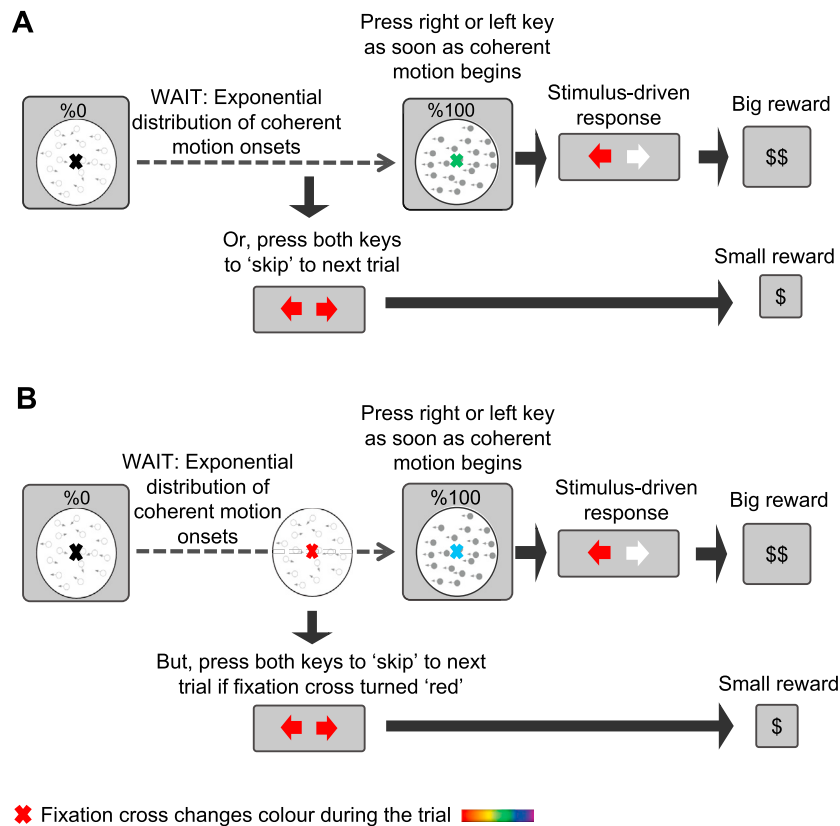 A
Press right or left key
as soon as coherent
motion begins
%0
WAIT: Exponential
distribution of coherent
motion onsets
%100
Stimulus-driven
response
Big reward
$$
Or, press both keys
to ‘skip’ to next trial
Small reward
$
B
Press right or left key
as soon as coherent
motion begins
%0
WAIT: Exponential
distribution of
coherent motion
onsets
%100
Stimulus-driven
response
Big reward
$$
But, press both keys to ‘skip’ to next
trial if fixation cross turned ‘red’
Small reward
$
Fixation cross changes colour during the trial